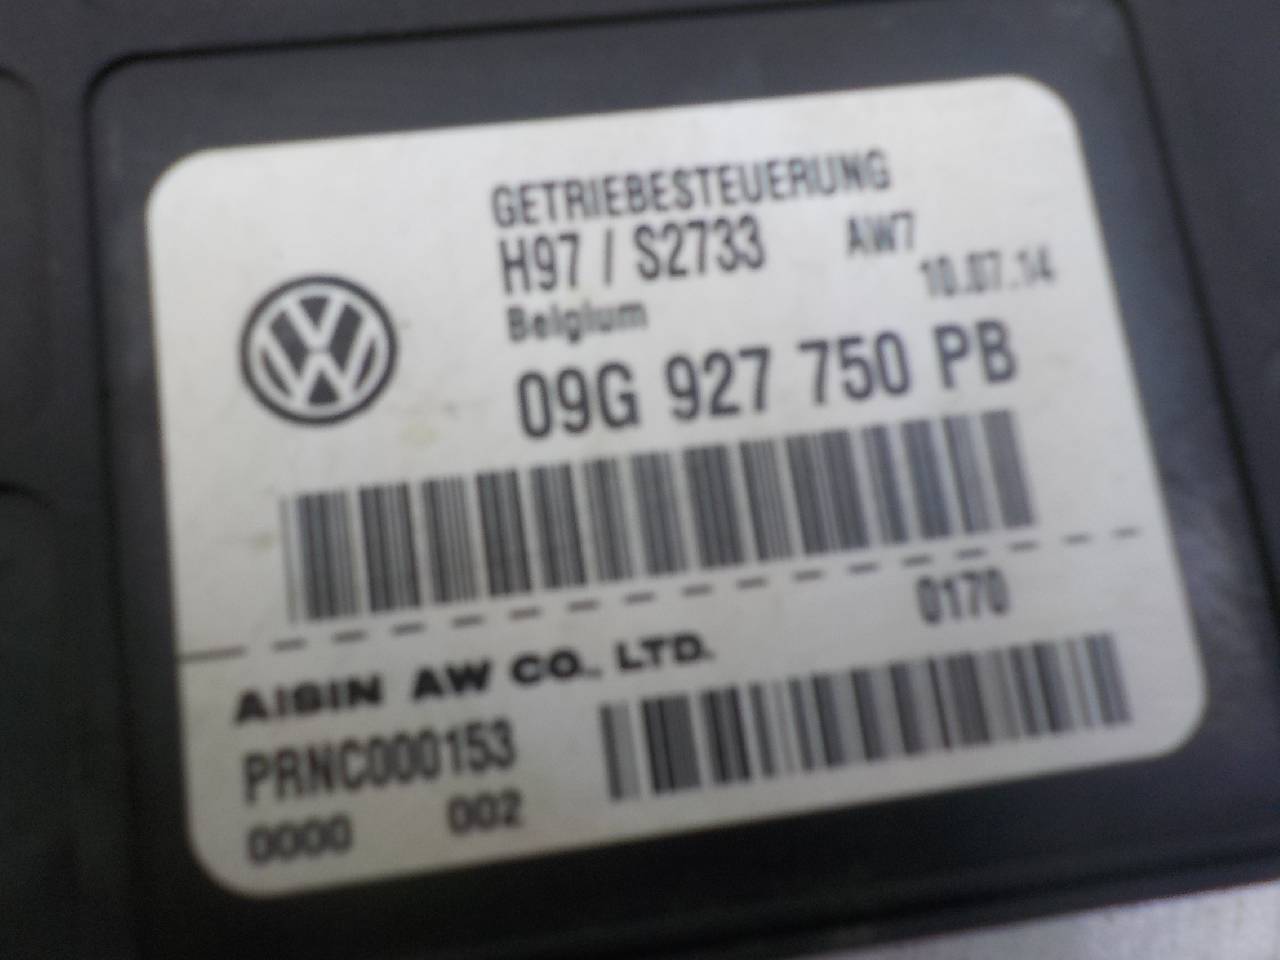 GETRIEBESTEUERUNG
H97 / S2733 AW7
Belgium 10.07.14
09G 927 750 PB
0170
AISIN AW CO., LTD.
PRNC000153
0000 002